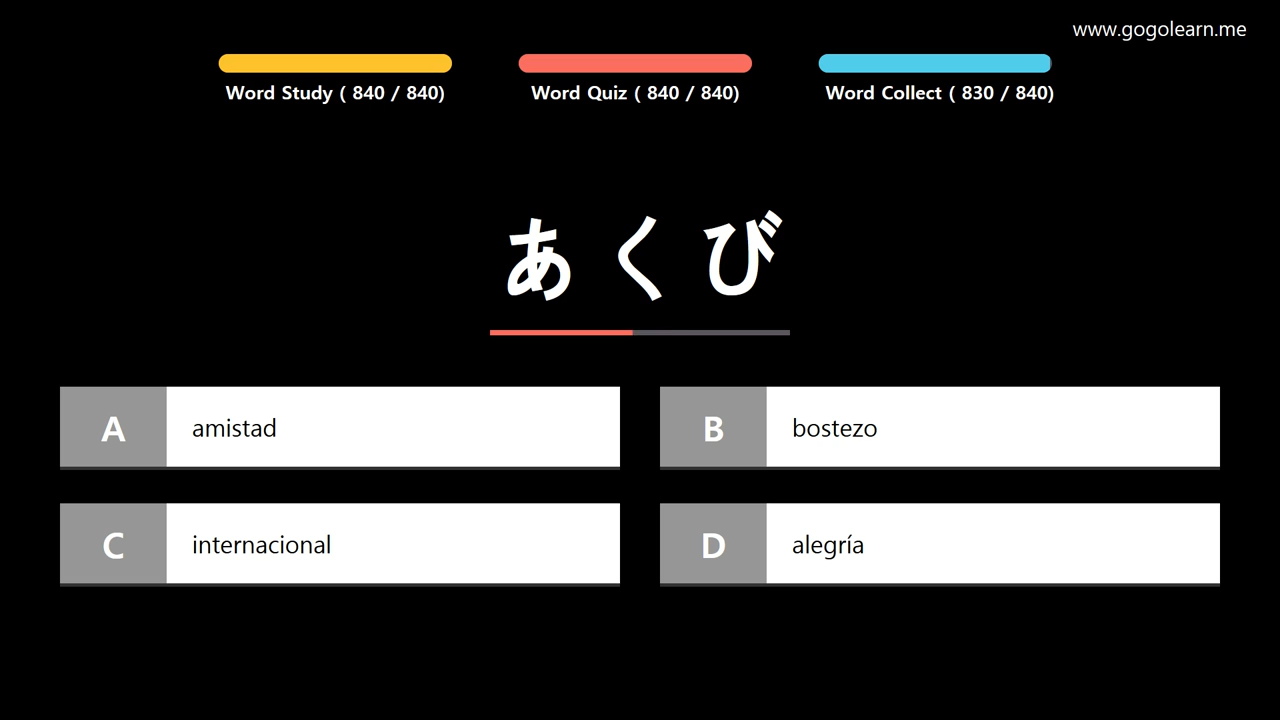 www.gogolearn.me
Word Study ( 840 / 840)
Word Quiz ( 840 / 840)
Word Collect ( 830 / 840)
あくび
A
amistad
B
bostezo
C
internacional
D
alegría